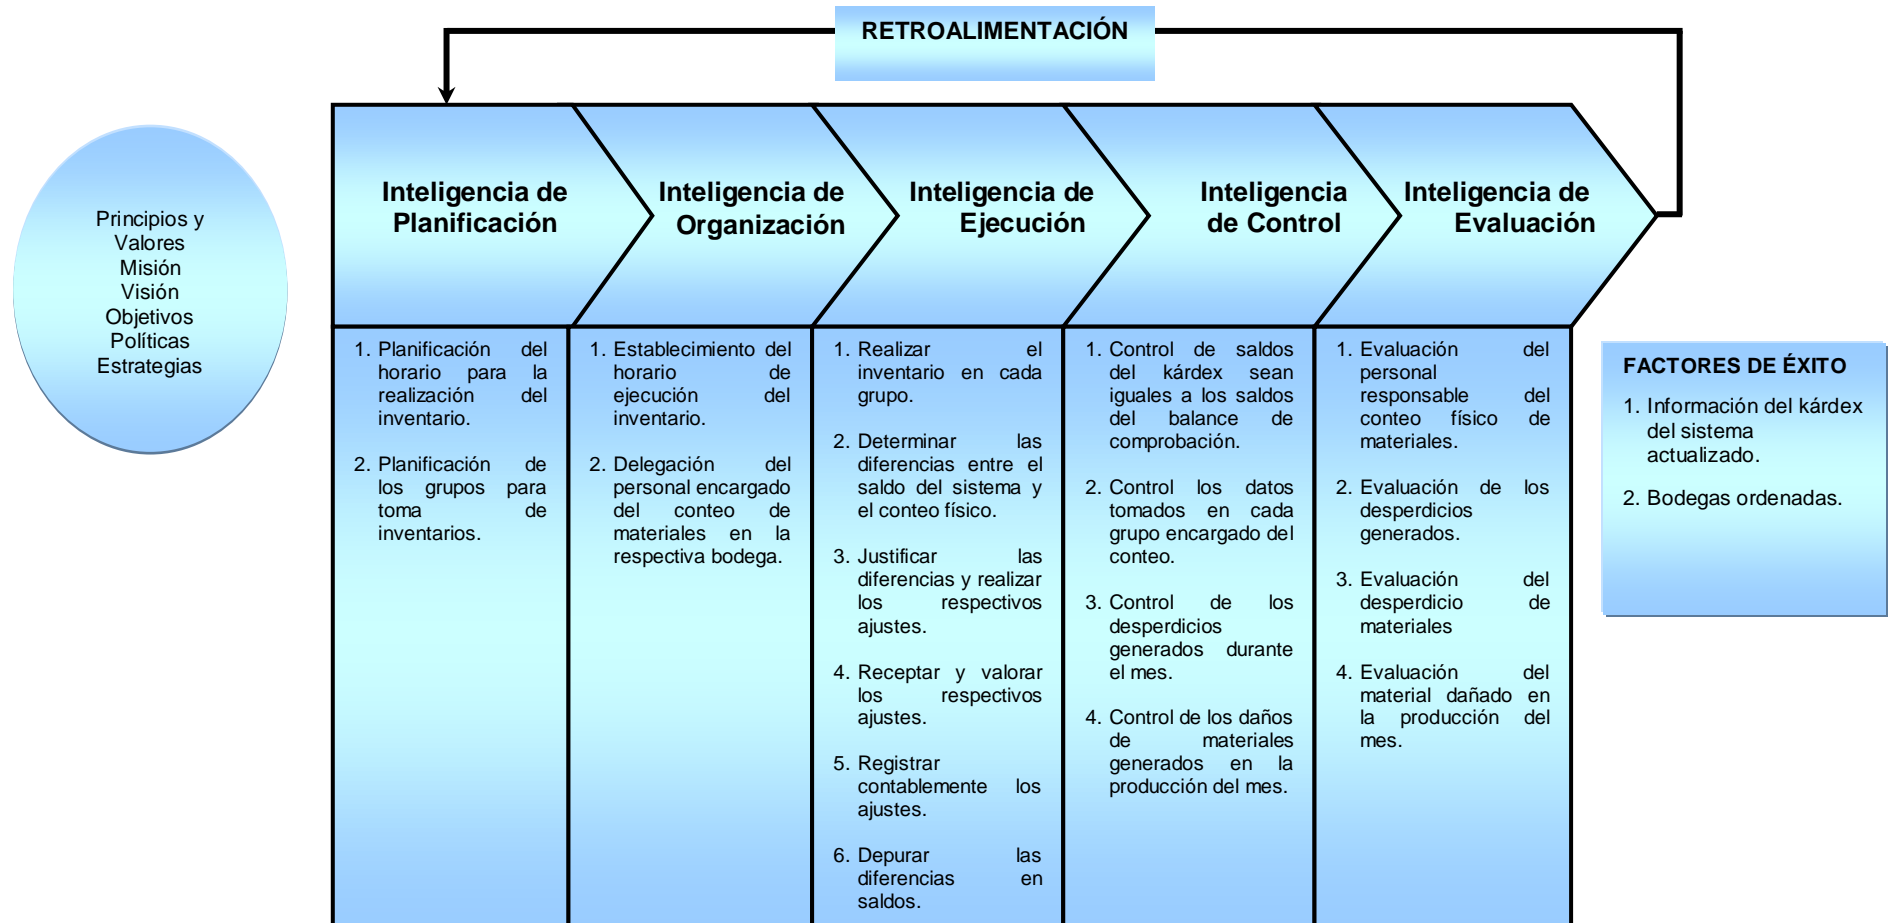 RETROALIMENTACIÓN
Principios y
Valores
Misión
Visión
Objetivos
Políticas
Estrategias
Inteligencia de
Planificación
Inteligencia de
Organización
Inteligencia de
Ejecución
Inteligencia
de Control
Inteligencia de
Evaluación
1. Planificación del
horario para la
realización del
inventario.
2. Planificación de
los grupos para
toma de
inventarios.
1. Establecimiento del
horario de
ejecución del
inventario.
2. Delegación del
personal encargado
del conteo de
materiales en la
respectiva bodega.
1. Realizar el
inventario en cada
grupo.
2. Determinar las
diferencias entre el
saldo del sistema y
el conteo físico.
3. Justificar las
diferencias y realizar
los respectivos
ajustes.
4. Receptar y valorar
los respectivos
ajustes.
5. Registrar
contablemente los
ajustes.
6. Depurar las
diferencias en
saldos.
1. Control de saldos
del kárdex sean
iguales a los saldos
del balance de
comprobación.
2. Control los datos
tomados en cada
grupo encargado del
conteo.
3. Control de los
desperdicios
generados durante
el mes.
4. Control de los daños
de materiales
generados en la
producción del mes.
1. Evaluación del
personal
responsable del
conteo físico de
materiales.
2. Evaluación de los
desperdicios
generados.
3. Evaluación del
desperdicio de
materiales
4. Evaluación del
material dañado en
la producción del
mes.
FACTORES DE ÉXITO
1. Información del kárdex
del sistema
actualizado.
2. Bodegas ordenadas.